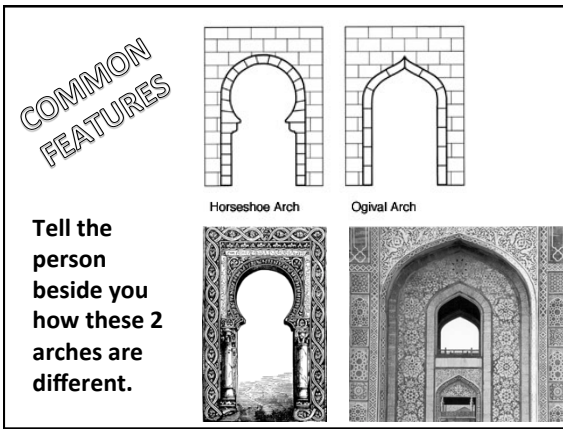 COMMON
FEATURES
Horseshoe Arch
Ogival Arch
Tell the
person
beside you
how these 2
arches are
different.